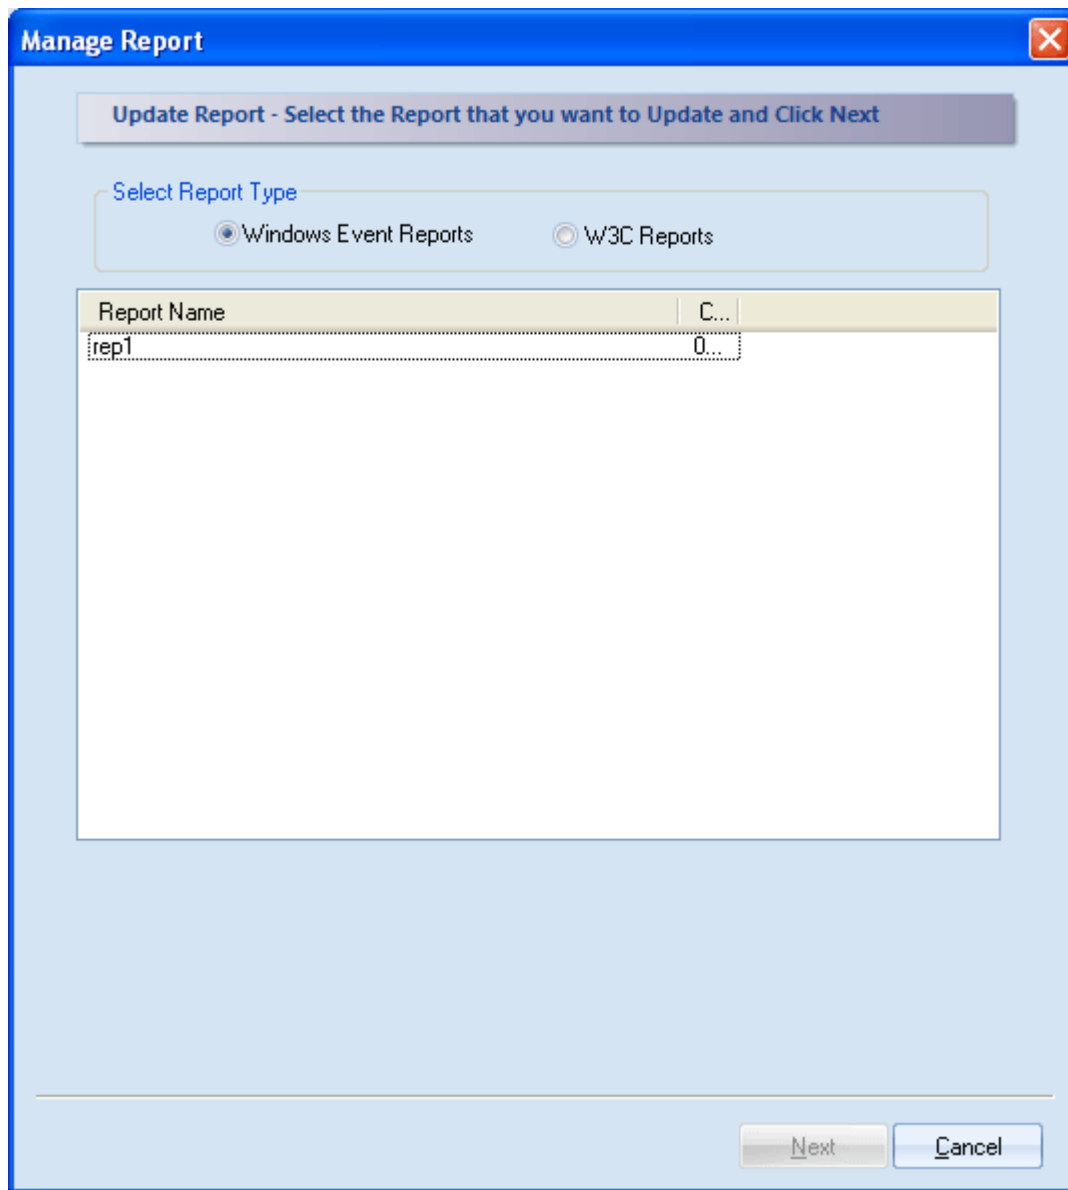 Manage Report
Update Report - Select the Report that you want to Update and Click Next
Select Report Type
Windows Event Reports W3C Reports
Report Name C...
rep1 0...
Next Cancel